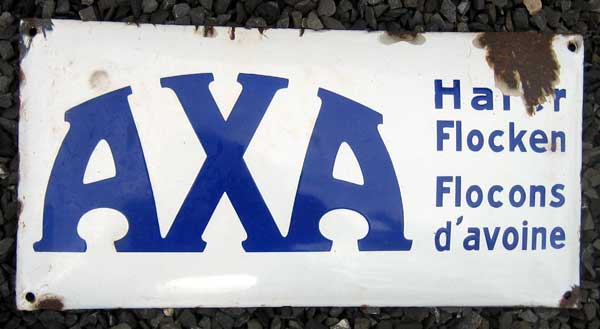 AXA
Hafer
Flocken
Flocons
d'avoine